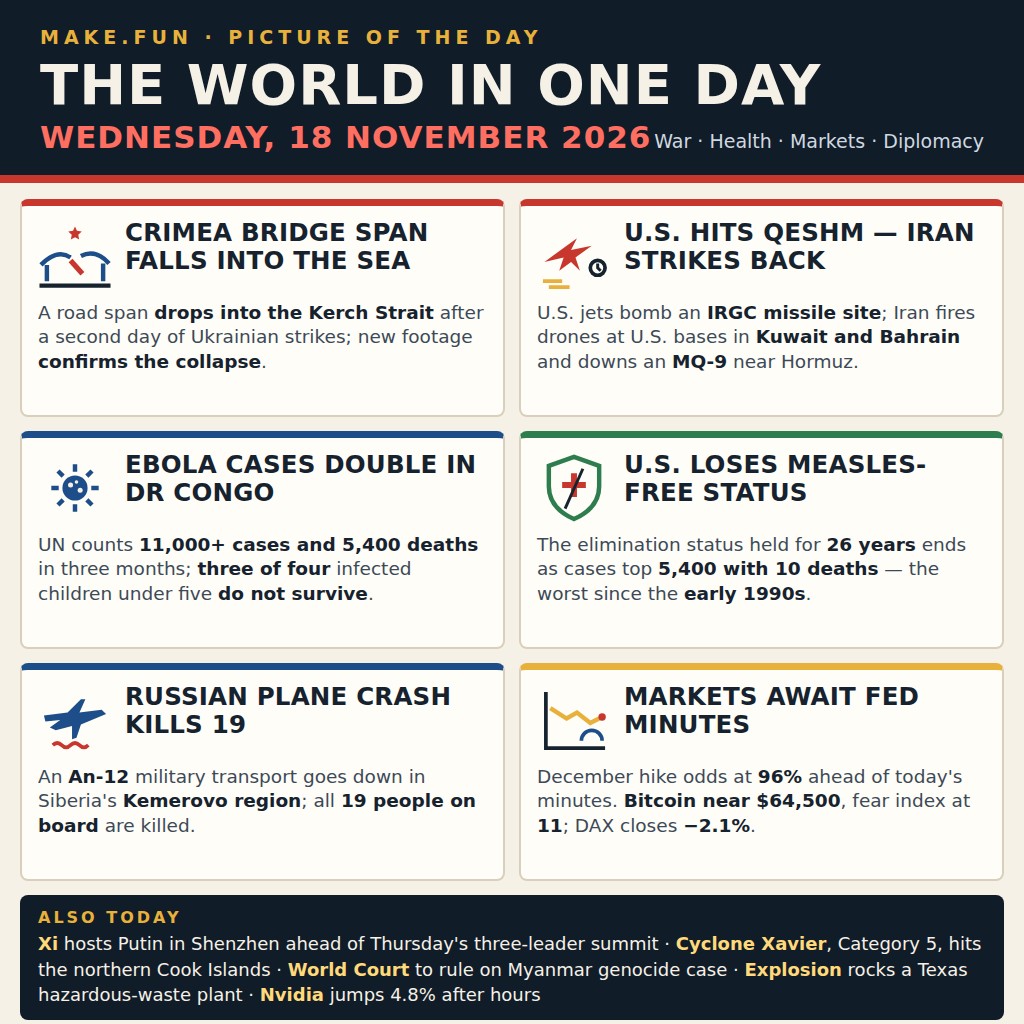 MAKE.FUN · PICTURE OF THE DAY
THE WORLD IN ONE DAY
WEDNESDAY, 18 NOVEMBER 2026
War · Health · Markets · Diplomacy
CRIMEA BRIDGE SPAN
FALLS INTO THE SEA
A road span drops into the Kerch Strait after
a second day of Ukrainian strikes; new footage
confirms the collapse.
U.S. HITS QESHM — IRAN
STRIKES BACK
U.S. jets bomb an IRGC missile site; Iran fires
drones at U.S. bases in Kuwait and Bahrain
and downs an MQ-9 near Hormuz.
EBOLA CASES DOUBLE IN
DR CONGO
UN counts 11,000+ cases and 5,400 deaths
in three months; three of four infected
children under five do not survive.
U.S. LOSES MEASLES-
FREE STATUS
The elimination status held for 26 years ends
as cases top 5,400 with 10 deaths — the
worst since the early 1990s.
RUSSIAN PLANE CRASH
KILLS 19
An An-12 military transport goes down in
Siberia's Kemerovo region; all 19 people on
board are killed.
MARKETS AWAIT FED
MINUTES
December hike odds at 96% ahead of today's
minutes. Bitcoin near $64,500, fear index at
11; DAX closes −2.1%.
ALSO TODAY
Xi hosts Putin in Shenzhen ahead of Thursday's three-leader summit · Cyclone Xavier, Category 5, hits
the northern Cook Islands · World Court to rule on Myanmar genocide case · Explosion rocks a Texas
hazardous-waste plant · Nvidia jumps 4.8% after hours